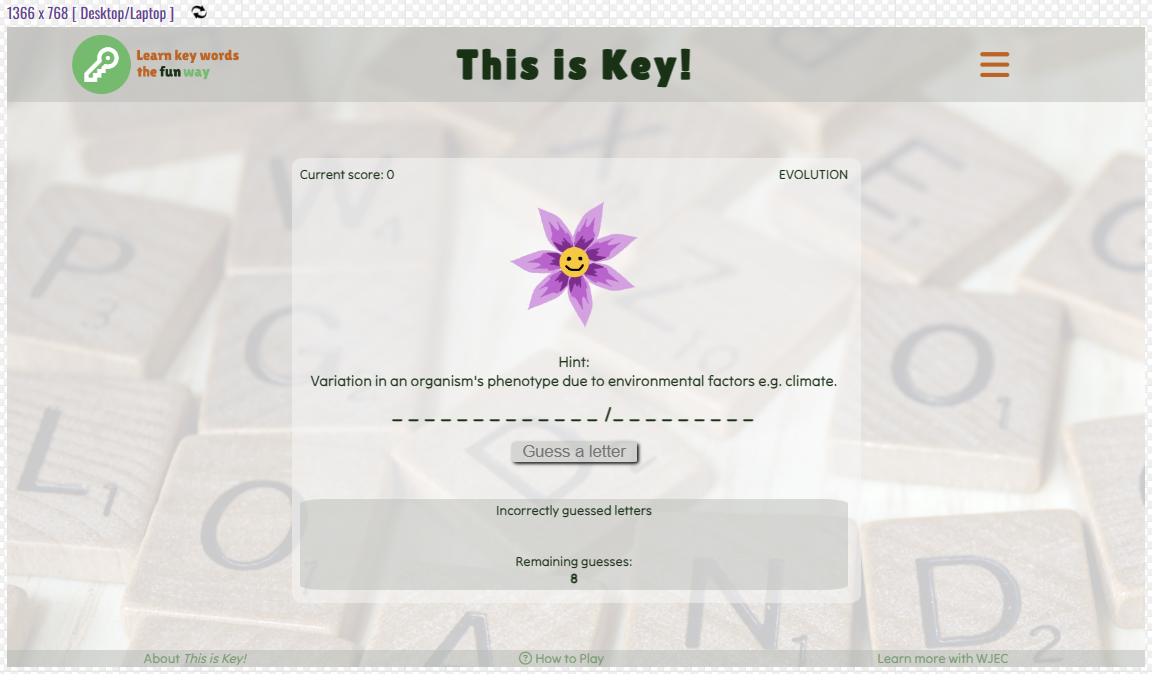 1366 x 768 [ Desktop/Laptop ]
Learn key words
the fun way
This is Key!
Current score: 0
EVOLUTION
Hint:
Variation in an organism's phenotype due to environmental factors e.g. climate.
_ _ _ _ _ _ _ _ _ _ _ _ _ /_ _ _ _ _ _ _ _ _
Guess a letter
Incorrectly guessed letters
Remaining guesses:
8
About This is Key!
How to Play
Learn more with WJEC